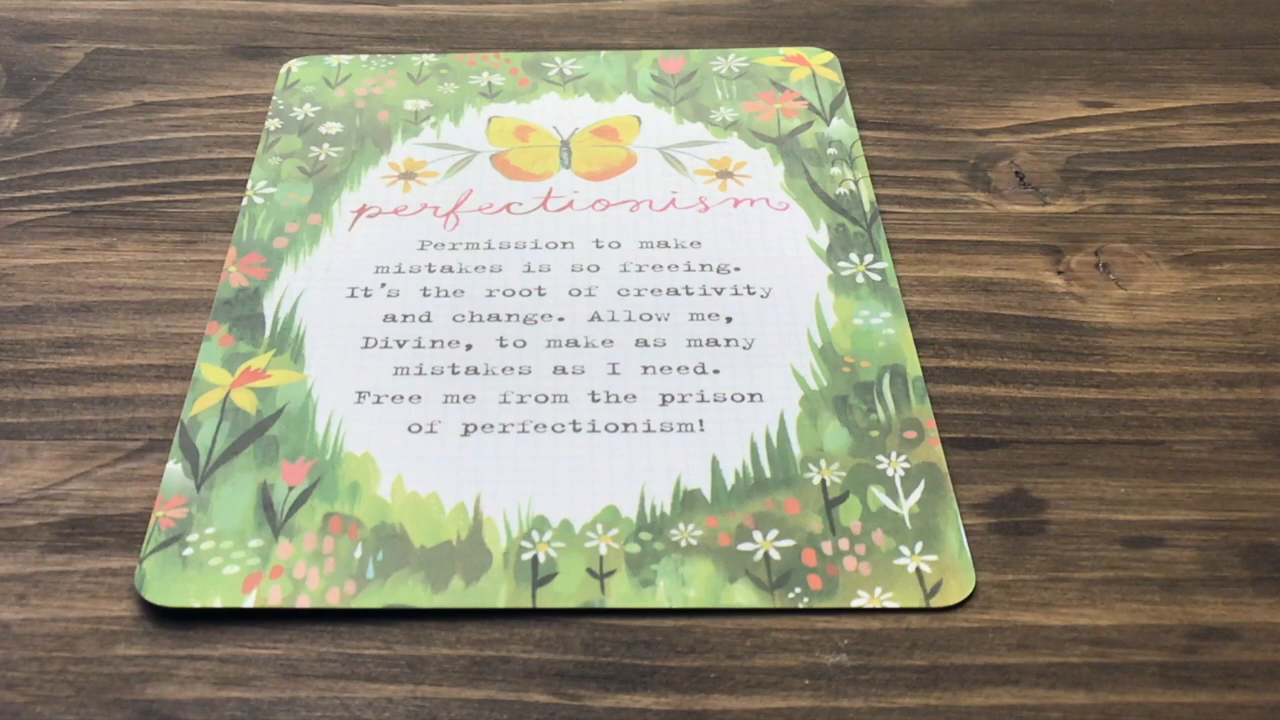 perfectionism
Permission to make
mistakes is so freeing.
It's the root of creativity
and change. Allow me,
Divine, to make as many
mistakes as I need.
Free me from the prison
of perfectionism!